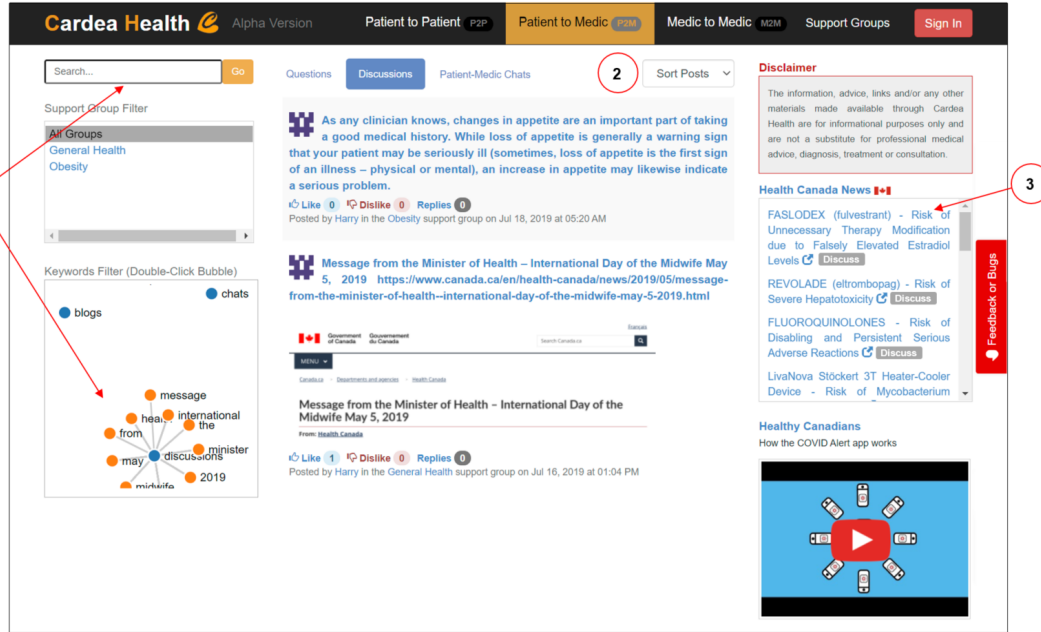 Cardea Health Alpha Version
Patient to Patient P2P
Patient to Medic P2M
Medic to Medic M2M
Support Groups
Sign In
Search...
Go
Support Group Filter
All Groups
General Health
Obesity
Keywords Filter (Double-Click Bubble)
chats
blogs
message
international
the
from
minister
discussions
may
2019
midwife
Questions
Discussions
Patient-Medic Chats
2
Sort Posts
As any clinician knows, changes in appetite are an important part of taking
a good medical history. While loss of appetite is generally a warning sign
that your patient may be seriously ill (sometimes, loss of appetite is the first sign
of an illness – physical or mental), an increase in appetite may likewise indicate
a serious problem.
Like 0 Dislike 0 Replies 0
Posted by Harry in the Obesity support group on Jul 18, 2019 at 05:20 AM
Message from the Minister of Health – International Day of the Midwife May
5, 2019 https://www.canada.ca/en/health-canada/news/2019/05/message-
from-the-minister-of-health--international-day-of-the-midwife-may-5-2019.html
Français
Government of Canada
Gouvernement du Canada
Search Canada.ca
MENU
Canada.ca Departments and agencies Health Canada
Message from the Minister of Health – International Day of the
Midwife May 5, 2019
From: Health Canada
Like 1 Dislike 0 Replies 0
Posted by Harry in the General Health support group on Jul 16, 2019 at 01:04 PM
Disclaimer
The information, advice, links and/or any other
materials made available through Cardea
Health are for informational purposes only and
are not a substitute for professional medical
advice, diagnosis, treatment or consultation.
Health Canada News
3
FASLODEX (fulvestrant) - Risk of
Unnecessary Therapy Modification
due to Falsely Elevated Estradiol
Levels Discuss
REVOLADE (eltrombopag) - Risk of
Severe Hepatotoxicity Discuss
FLUOROQUINOLONES - Risk of
Disabling and Persistent Serious
Adverse Reactions Discuss
LivaNova Stöckert 3T Heater-Cooler
Device - Risk of Mycobacterium
Feedback or Bugs
Healthy Canadians
How the COVID Alert app works